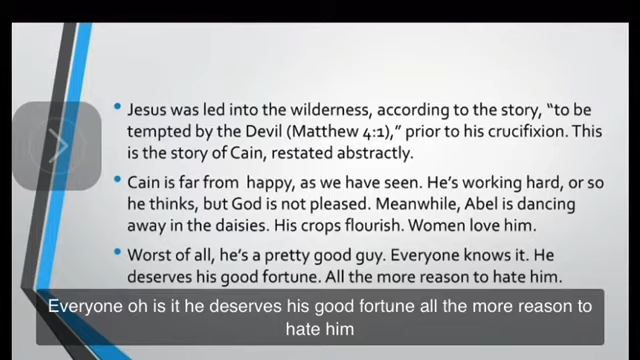 Jesus was led into the wilderness, according to the story, “to be
tempted by the Devil (Matthew 4:1),” prior to his crucifixion. This
is the story of Cain, restated abstractly.
Cain is far from happy, as we have seen. He’s working hard, or so
he thinks, but God is not pleased. Meanwhile, Abel is dancing
away in the daisies. His crops flourish. Women love him.
Worst of all, he’s a pretty good guy. Everyone knows it. He
deserves his good fortune. All the more reason to hate him.
Everyone oh is it he deserves his good fortune all the more reason to
hate him